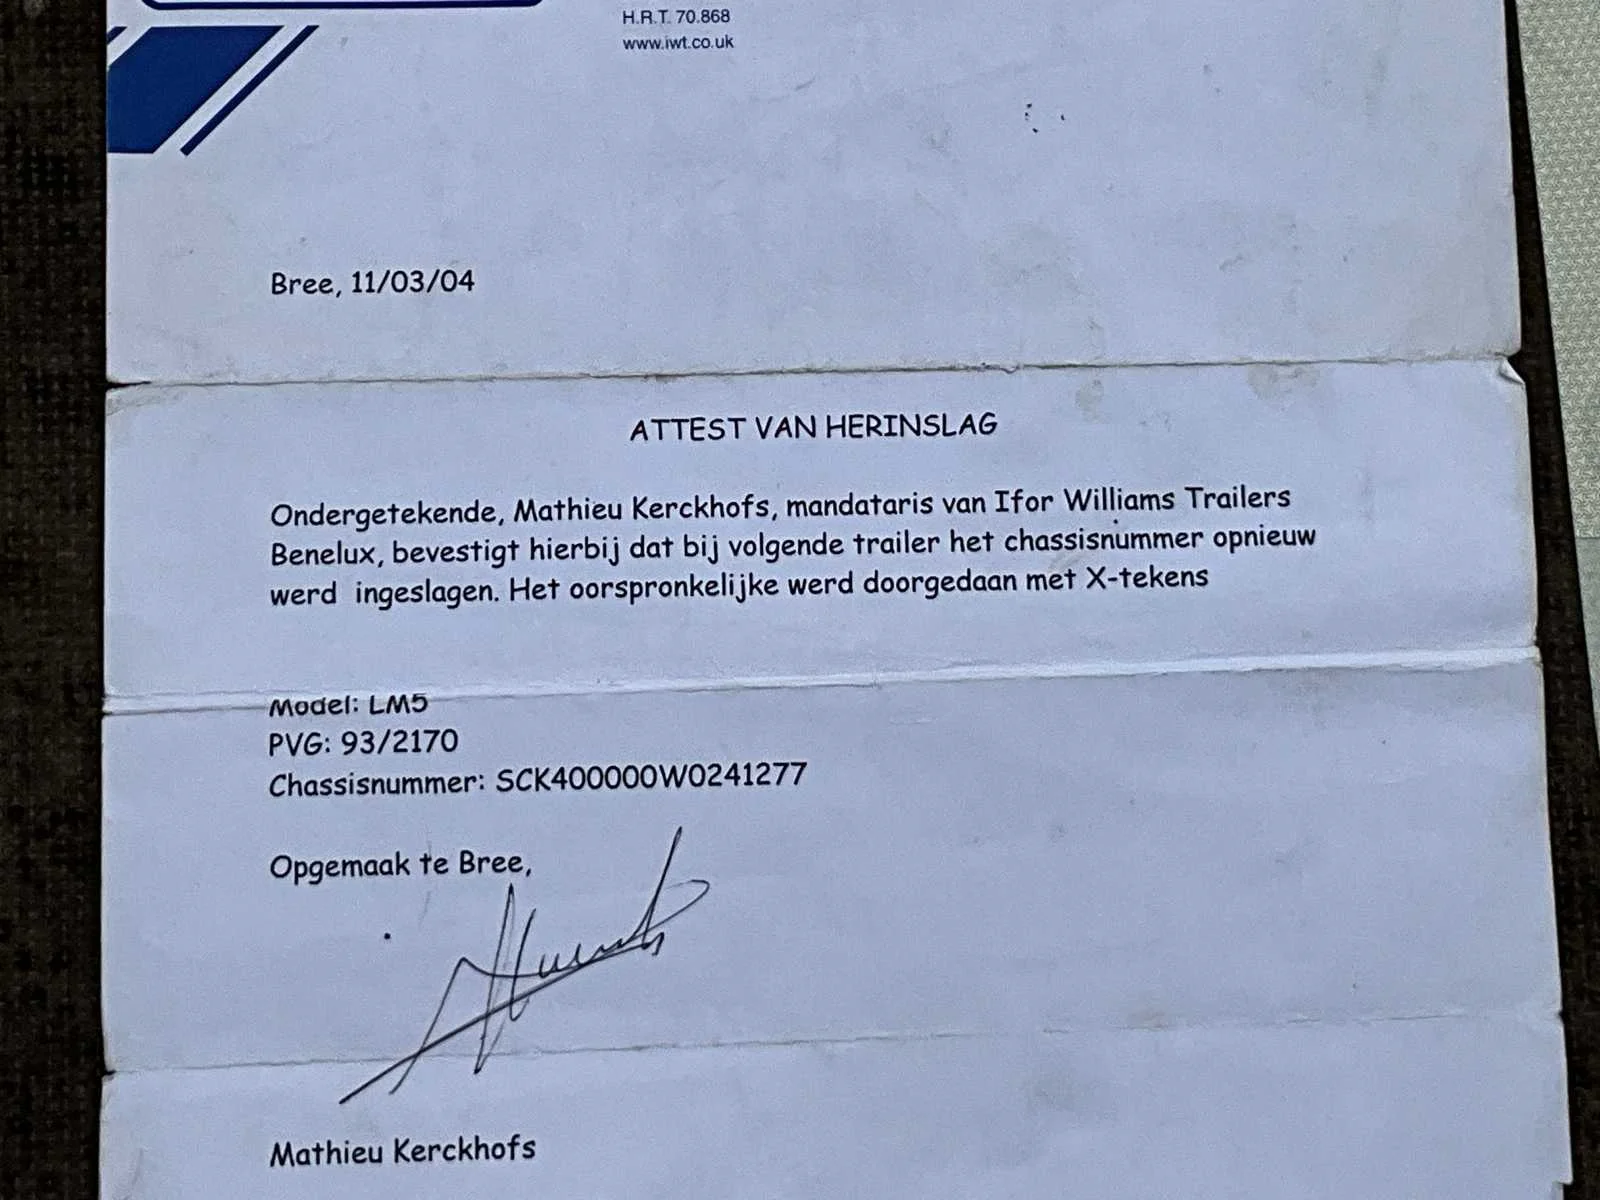 H.R.T. 70.868
www.iwt.co.uk
Bree, 11/03/04
ATTEST VAN HERINSLAG
Ondergetekende, Mathieu Kerckhofs, mandataris van Ifor Williams Trailers
Benelux, bevestigt hierbij dat bij volgende trailer het chassisnummer opnieuw
werd ingeslagen. Het oorspronkelijke werd doorgedaan met X-tekens
Model: LM5
PVG: 93/2170
Chassisnummer: SCK400000W0241277
Opgemaak te Bree,
Mathieu Kerckhofs